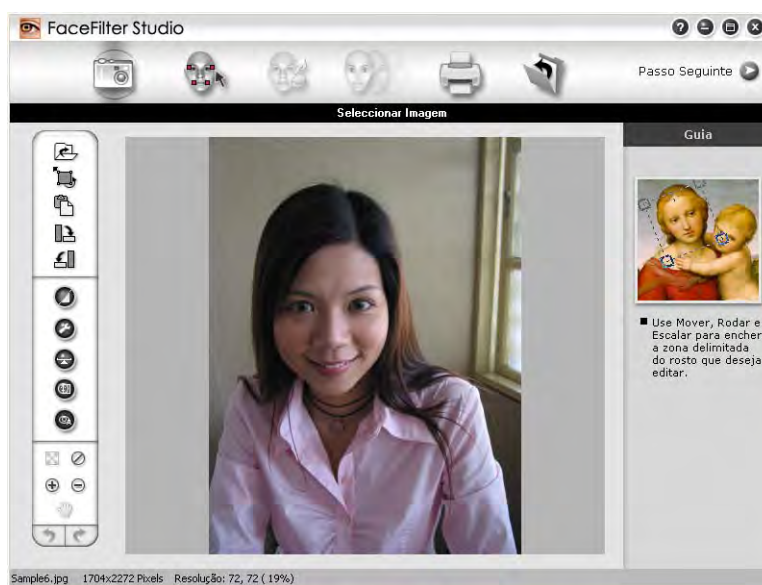 FaceFilter Studio
Passo Seguinte
Seleccionar Imagem
Guia
Use Mover, Rodar e
Escalar para encher
a zona delimitada
do rosto que deseja
editar.
Sample6.jpg 1704x2272 Pixels Resolução: 72, 72 ( 19%)